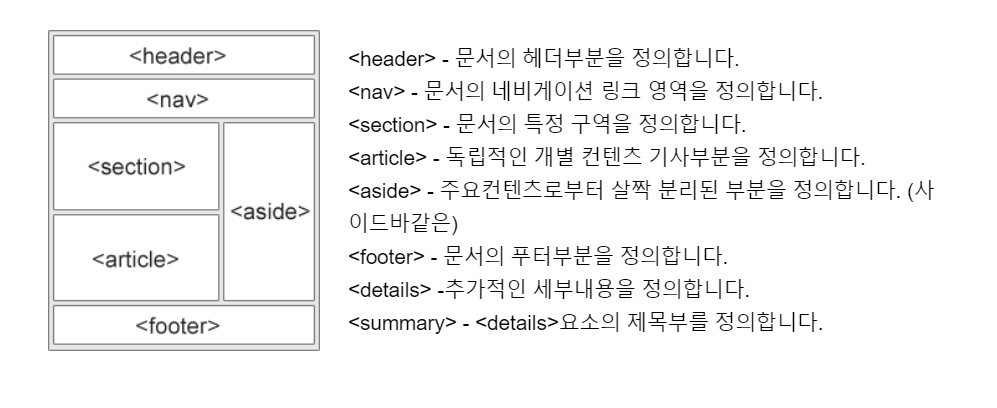 <header>
<nav>
<section>
<aside>
<article>
<footer>
<header> - 문서의 헤더부분을 정의합니다.
<nav> - 문서의 네비게이션 링크 영역을 정의합니다.
<section> - 문서의 특정 구역을 정의합니다.
<article> - 독립적인 개별 컨텐츠 기사부분을 정의합니다.
<aside> - 주요컨텐츠로부터 살짝 분리된 부분을 정의합니다. (사
이드바같은)
<footer> - 문서의 푸터부분을 정의합니다.
<details> -추가적인 세부내용을 정의합니다.
<summary> - <details>요소의 제목부를 정의합니다.